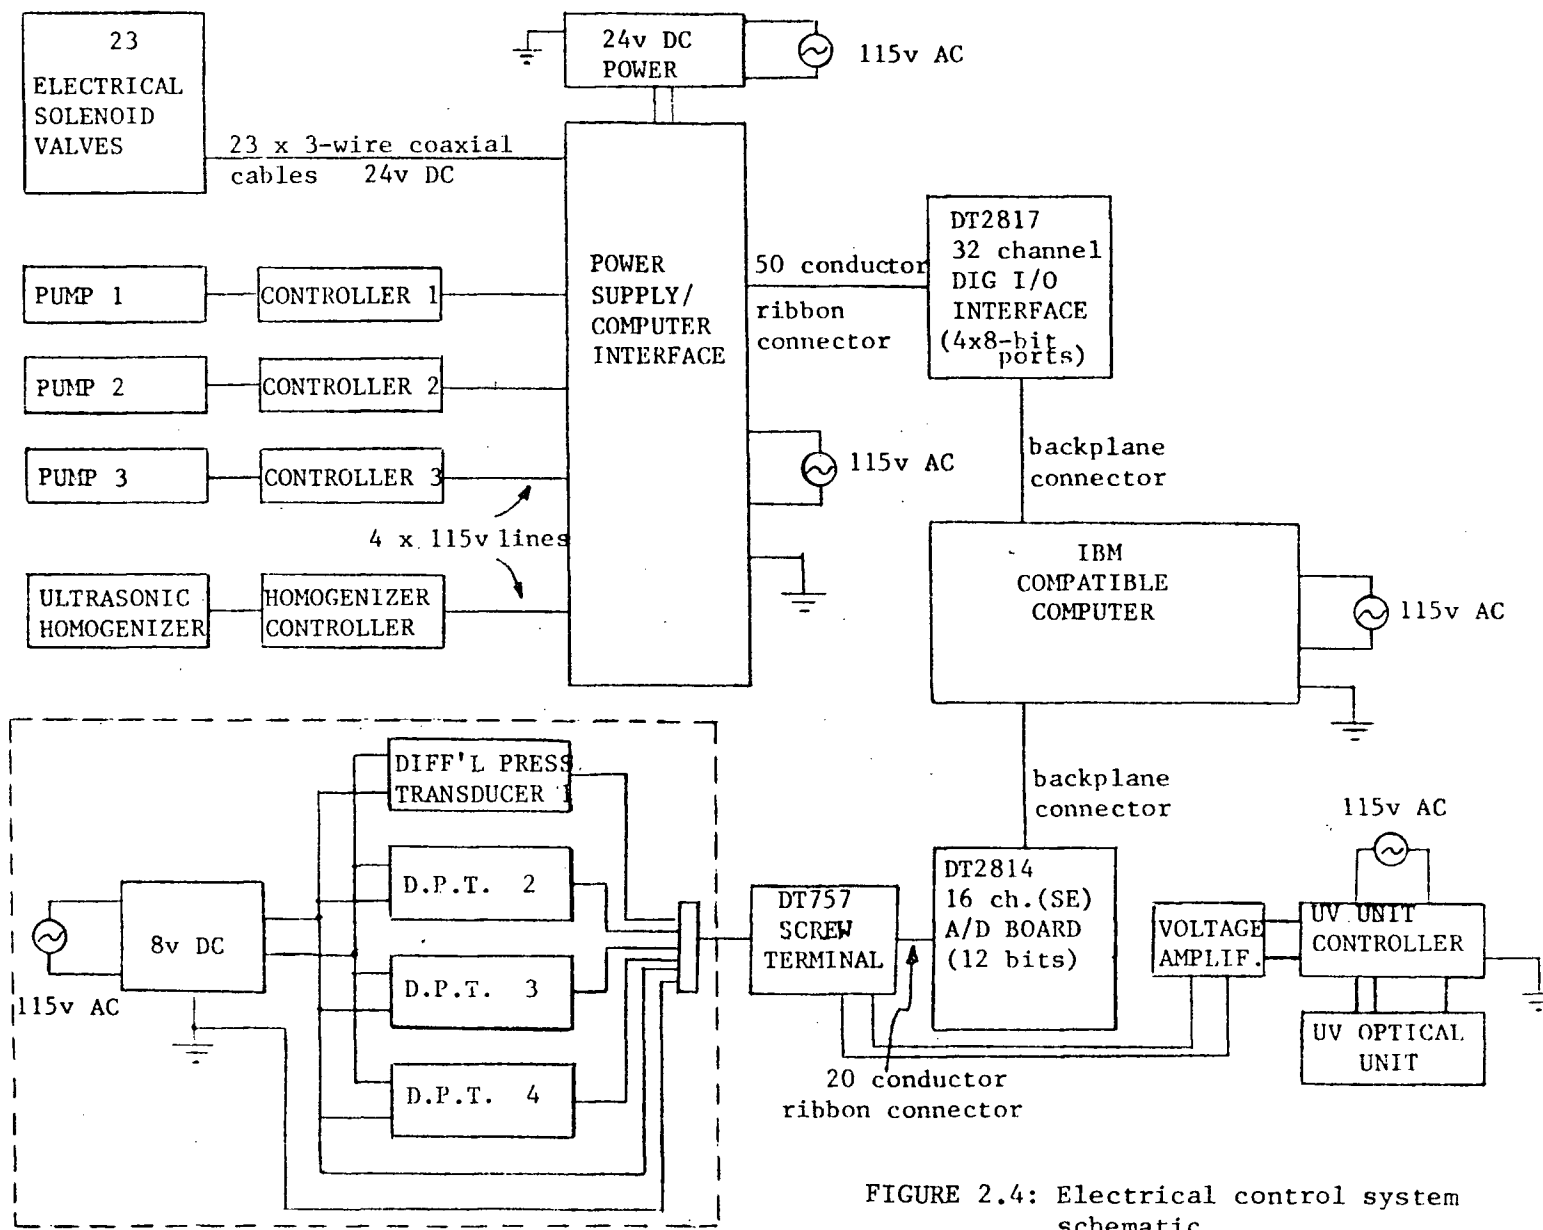 23
ELECTRICAL
SOLENOID
VALVES
23 x 3-wire coaxial
cables 24v DC
24v DC
POWER
115v AC
PUMP 1
CONTROLLER 1
PUMP 2
CONTROLLER 2
PUMP 3
CONTROLLER 3
4 x 115v lines
ULTRASONIC
HOMOGENIZER
HOMOGENIZER
CONTROLLER
POWER
SUPPLY/
COMPUTER
INTERFACE
115v AC
50 conductor
ribbon
connector
DT2817
32 channel
DIG I/O
INTERFACE
(4x8-bit
ports)
backplane
connector
IBM
COMPATIBLE
COMPUTER
115v AC
backplane
connector
DIFF'L PRESS.
TRANSDUCER 1
D.P.T. 2
D.P.T. 3
D.P.T. 4
8v DC
115v AC
DT757
SCREW
TERMINAL
DT2814
16 ch.(SE)
A/D BOARD
(12 bits)
20 conductor
ribbon connector
VOLTAGE
AMPLIF.
115v AC
UV UNIT
CONTROLLER
UV OPTICAL
UNIT
FIGURE 2.4: Electrical control system
schematic